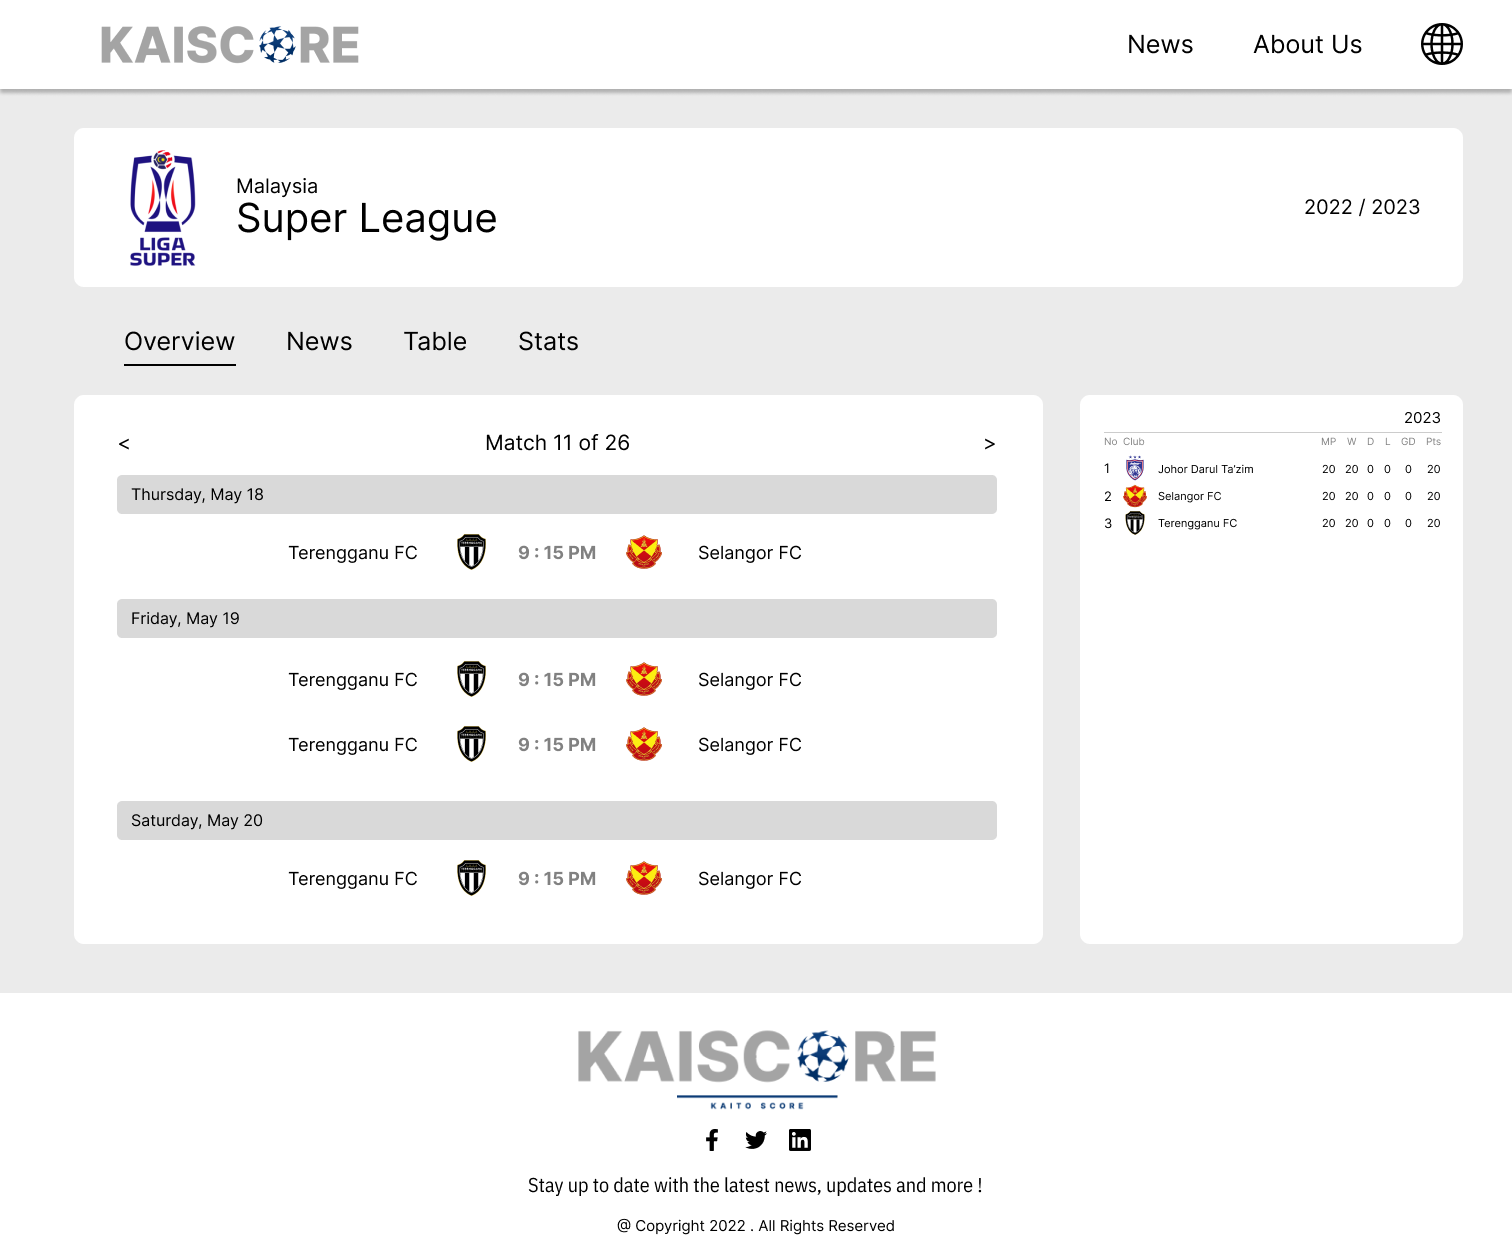 KAISCORE
News About Us
LIGA
SUPER
Malaysia
Super League
2022 / 2023
Overview News Table Stats
< Match 11 of 26 >
Thursday, May 18
Terengganu FC TERENGGANU 9 : 15 PM Selangor FC
Friday, May 19
Terengganu FC TERENGGANU 9 : 15 PM Selangor FC
Terengganu FC TERENGGANU 9 : 15 PM Selangor FC
Saturday, May 20
Terengganu FC TERENGGANU 9 : 15 PM Selangor FC
2023
No Club MP W D L GD Pts
1 Johor Darul Ta'zim 20 20 0 0 0 20
2 Selangor FC 20 20 0 0 0 20
3 Terengganu FC 20 20 0 0 0 20
KAISCORE
KAITO SCORE
Stay up to date with the latest news, updates and more !
@ Copyright 2022 . All Rights Reserved